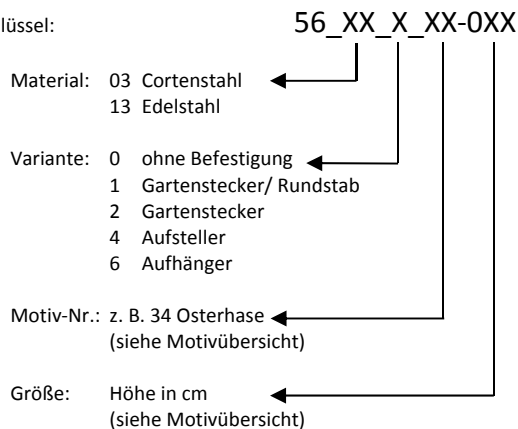 lüssel: 56_XX_X_XX-0XX
Material: 03 Cortenstahl
13 Edelstahl
Variante: 0 ohne Befestigung
1 Gartenstecker/ Rundstab
2 Gartenstecker
4 Aufsteller
6 Aufhänger
Motiv-Nr.: z. B. 34 Osterhase
(siehe Motivübersicht)
Größe: Höhe in cm
(siehe Motivübersicht)